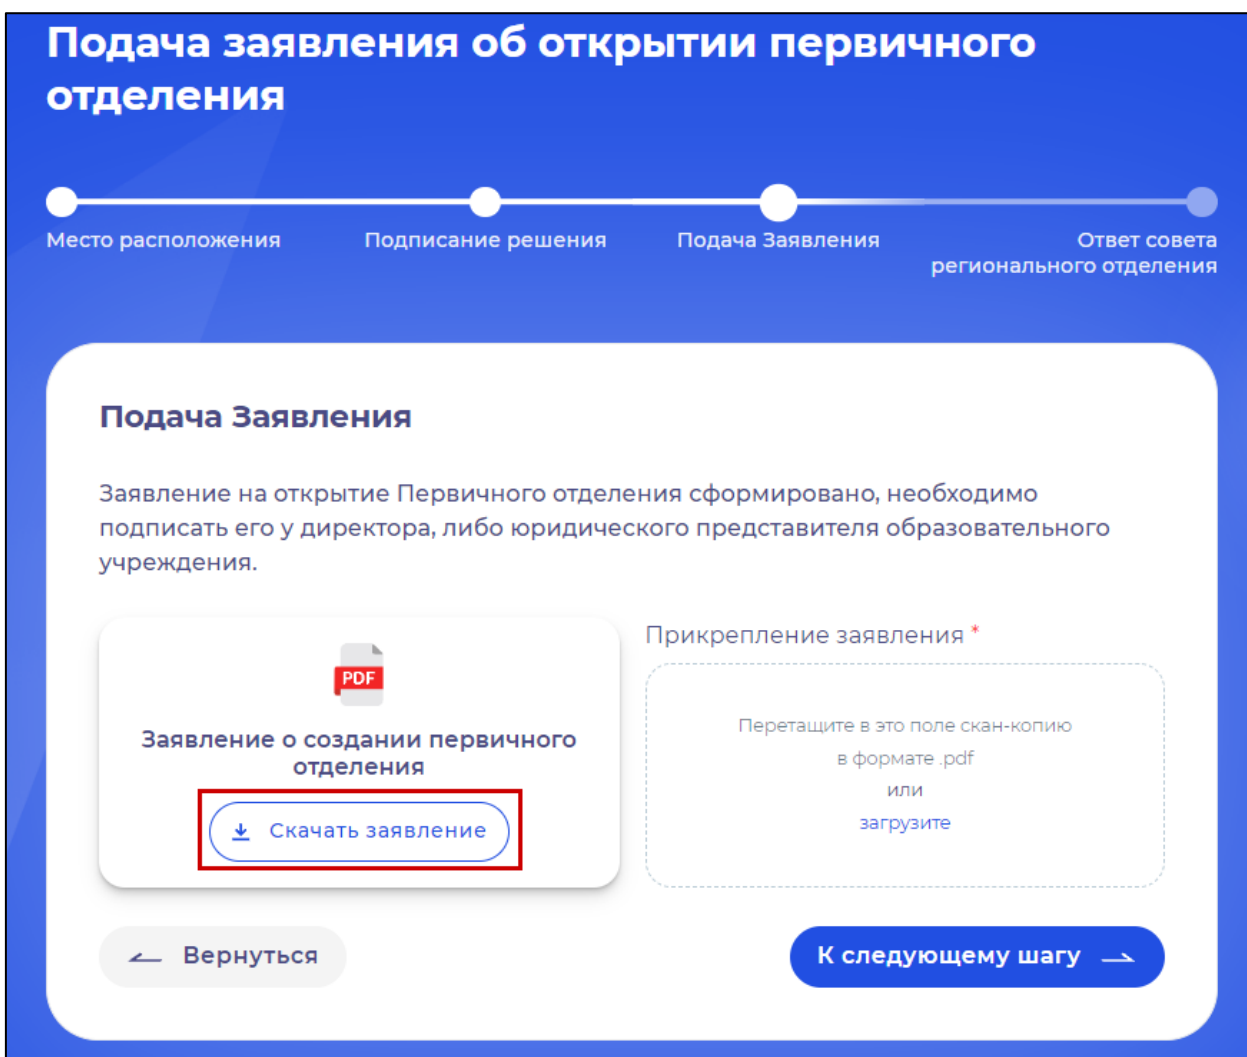 Подача заявления об открытии первичного
отделения
Место расположения
Подписание решения
Подача Заявления
Ответ совета
регионального отделения
Подача Заявления
Заявление на открытие Первичного отделения сформировано, необходимо
подписать его у директора, либо юридического представителя образовательного
учреждения.
PDF
Заявление о создании первичного
отделения
Скачать заявление
Прикрепление заявления *
Перетащите в это поле скан-копию
в формате .pdf
или
загрузите
Вернуться
К следующему шагу